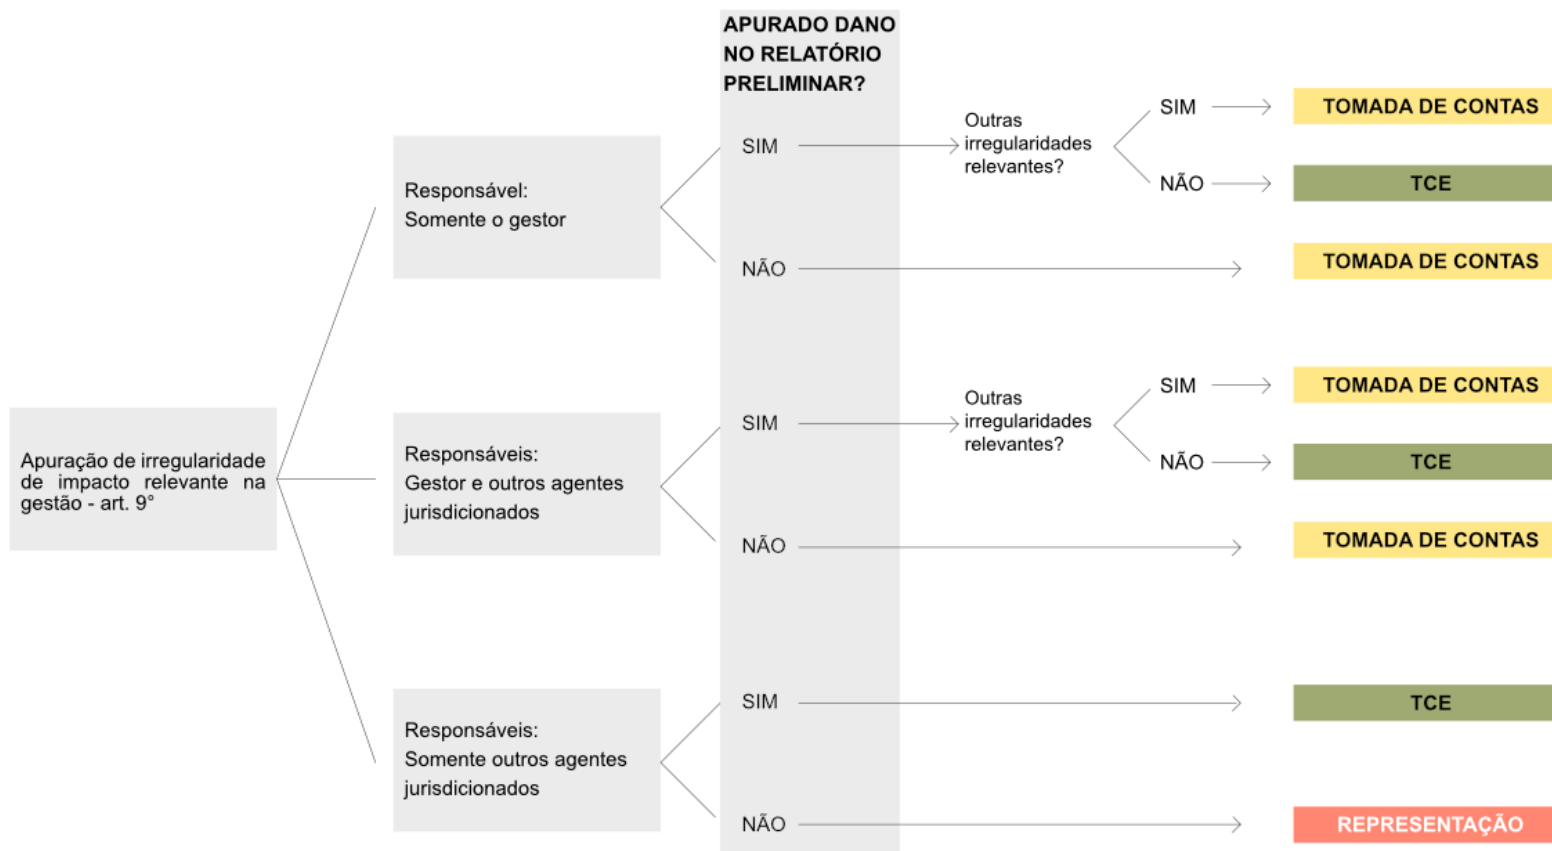 APURADO DANO
NO RELATÓRIO
PRELIMINAR?
Apuração de irregularidade
de impacto relevante na
gestão - art. 9°
Responsável:
Somente o gestor
SIM
Outras
irregularidades
relevantes?
SIM
TOMADA DE CONTAS
NÃO
TCE
NÃO
TOMADA DE CONTAS
Responsáveis:
Gestor e outros agentes
jurisdicionados
SIM
Outras
irregularidades
relevantes?
SIM
TOMADA DE CONTAS
NÃO
TCE
NÃO
TOMADA DE CONTAS
Responsáveis:
Somente outros agentes
jurisdicionados
SIM
TCE
NÃO
REPRESENTAÇÃO